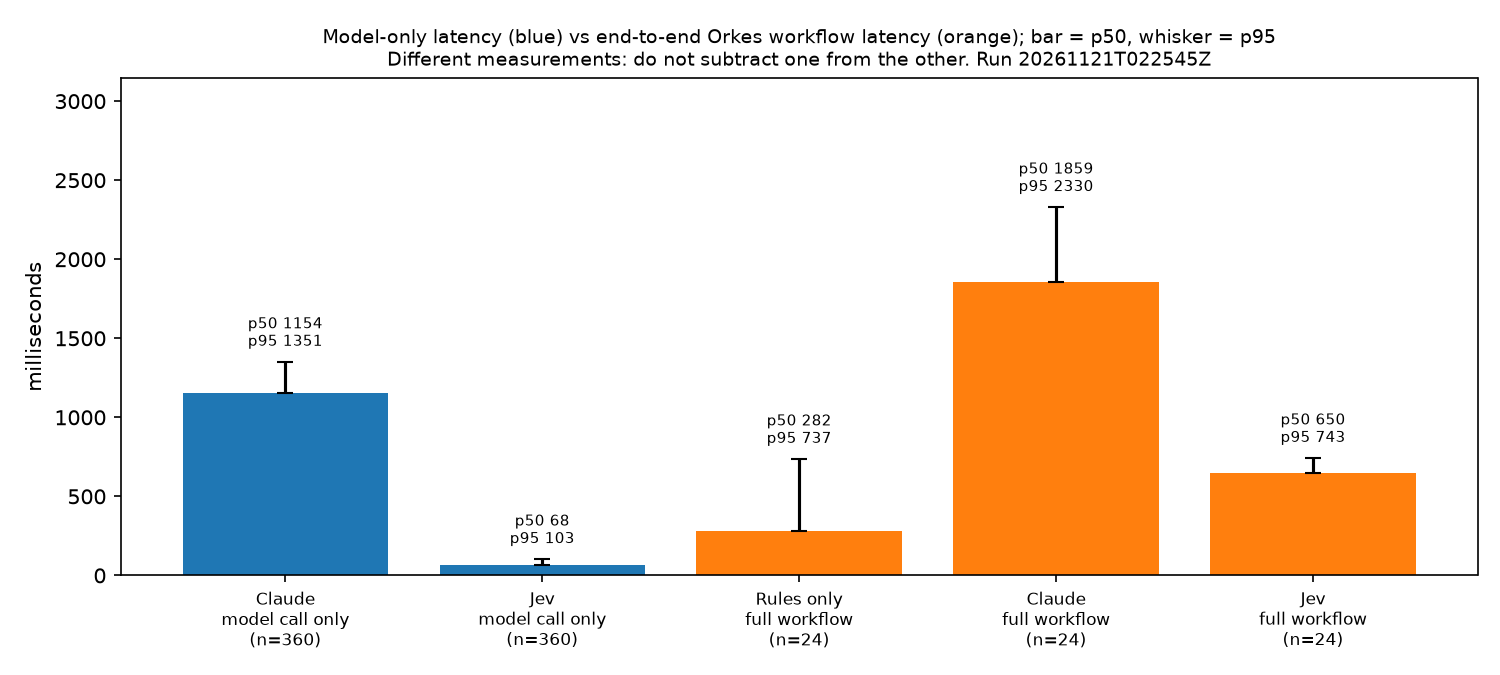 Model-only latency (blue) vs end-to-end Orkes workflow latency (orange); bar = p50, whisker = p95
Different measurements: do not subtract one from the other. Run 20261121T022545Z
milliseconds
3000
2500
2000
1500
1000
500
0
p50 1154
p95 1351
p50 68
p95 103
p50 282
p95 737
p50 1859
p95 2330
p50 650
p95 743
Claude
model call only
(n=360)
Jev
model call only
(n=360)
Rules only
full workflow
(n=24)
Claude
full workflow
(n=24)
Jev
full workflow
(n=24)